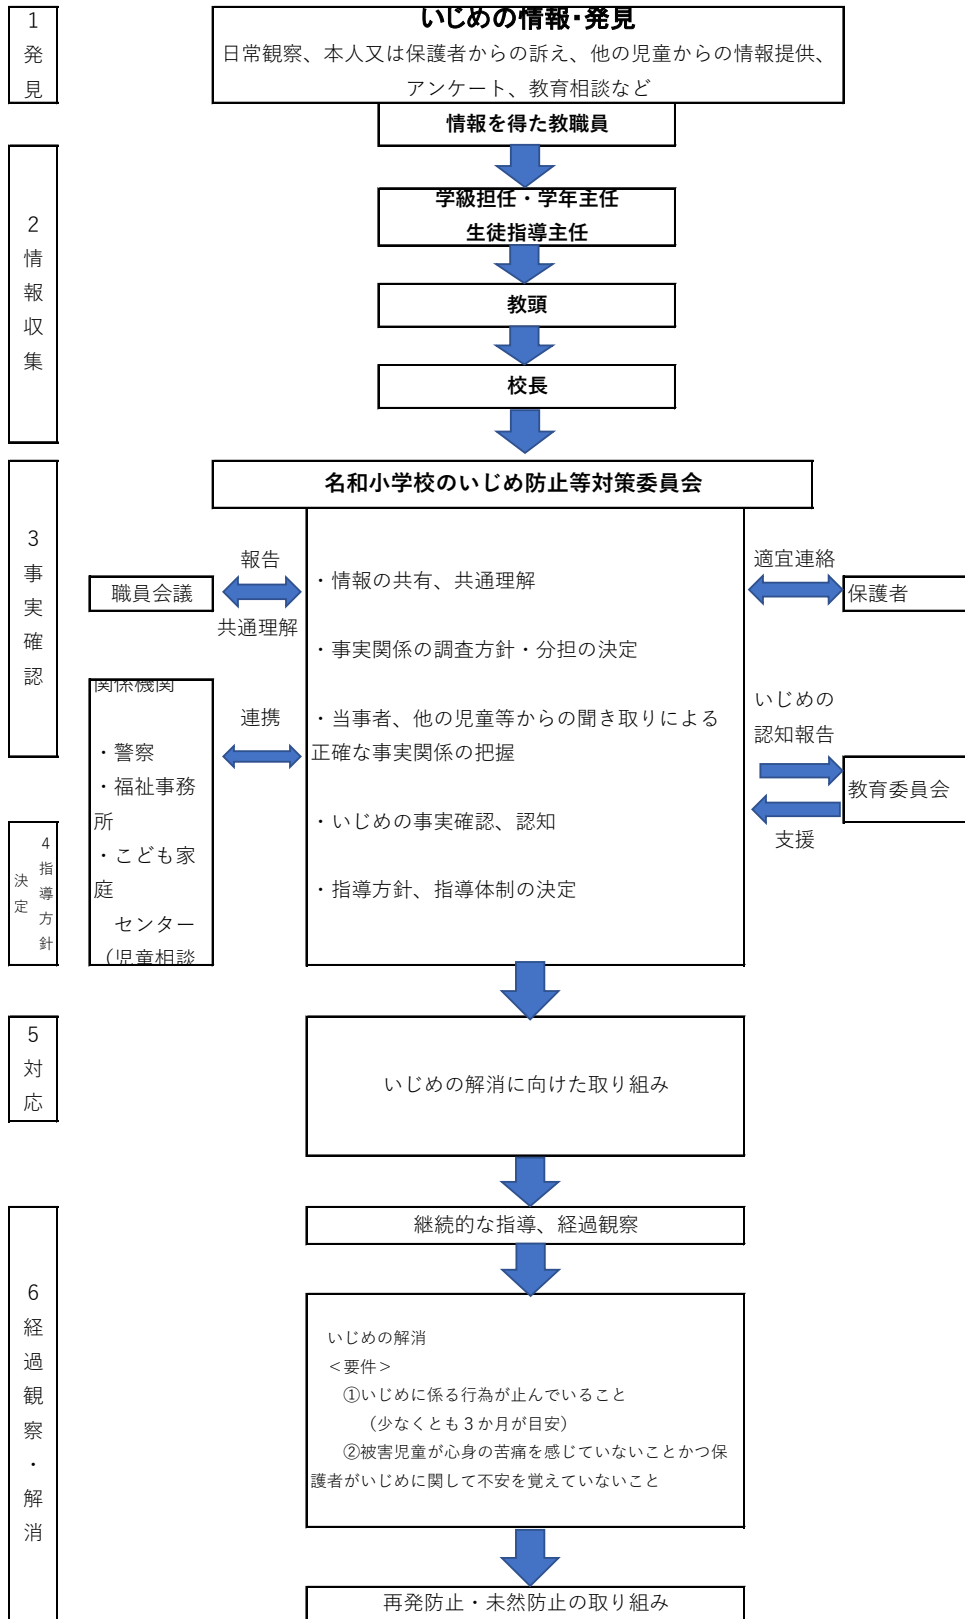 1
発
見
いじめの情報・発見
日常観察、本人又は保護者からの訴え、他の児童からの情報提供、
アンケート、教育相談など
情報を得た教職員
2
情
報
収
集
学級担任・学年主任
生徒指導主任
教頭
校長
3
事
実
確
認
名和小学校のいじめ防止等対策委員会
報告
職員会議
共通理解
関係機関
・警察
・福祉事務
所
・こども家
庭
センター
（児童相談
連携
・情報の共有、共通理解
・事実関係の調査方針・分担の決定
・当事者、他の児童等からの聞き取りによる
正確な事実関係の把握
・いじめの事実確認、認知
・指導方針、指導体制の決定
適宜連絡
保護者
いじめの
認知報告
教育委員会
支援
4
指
導
方
針
決
定
5
対
応
いじめの解消に向けた取り組み
6
経
過
観
察
・
解
消
継続的な指導、経過観察
いじめの解消
＜要件＞
①いじめに係る行為が止んでいること
（少なくとも３か月が目安）
②被害児童が心身の苦痛を感じていないことかつ保
護者がいじめに関して不安を覚えていないこと
再発防止・未然防止の取り組み